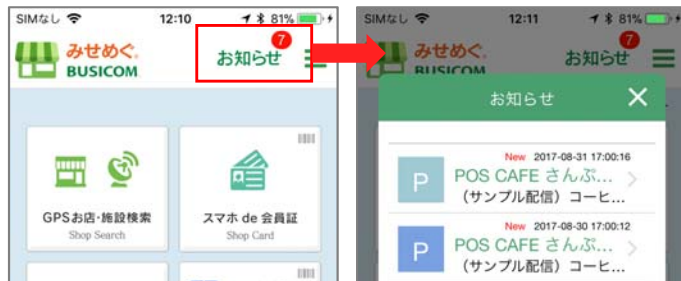 SIMなし 12:10 81%
みせめぐ.
BUSICOM
お知らせ
7
GPSお店・施設検索
Shop Search
スマホ de 会員証
Shop Card
SIMなし 12:11 81%
みせめぐ.
BUSICOM
お知らせ
7
お知らせ
P
New 2017-08-31 17:00:16
POS CAFE さんぷ...
（サンプル配信）コーヒ...
P
New 2017-08-30 17:00:12
POS CAFE さんぷ...
（サンプル配信）コーヒ...